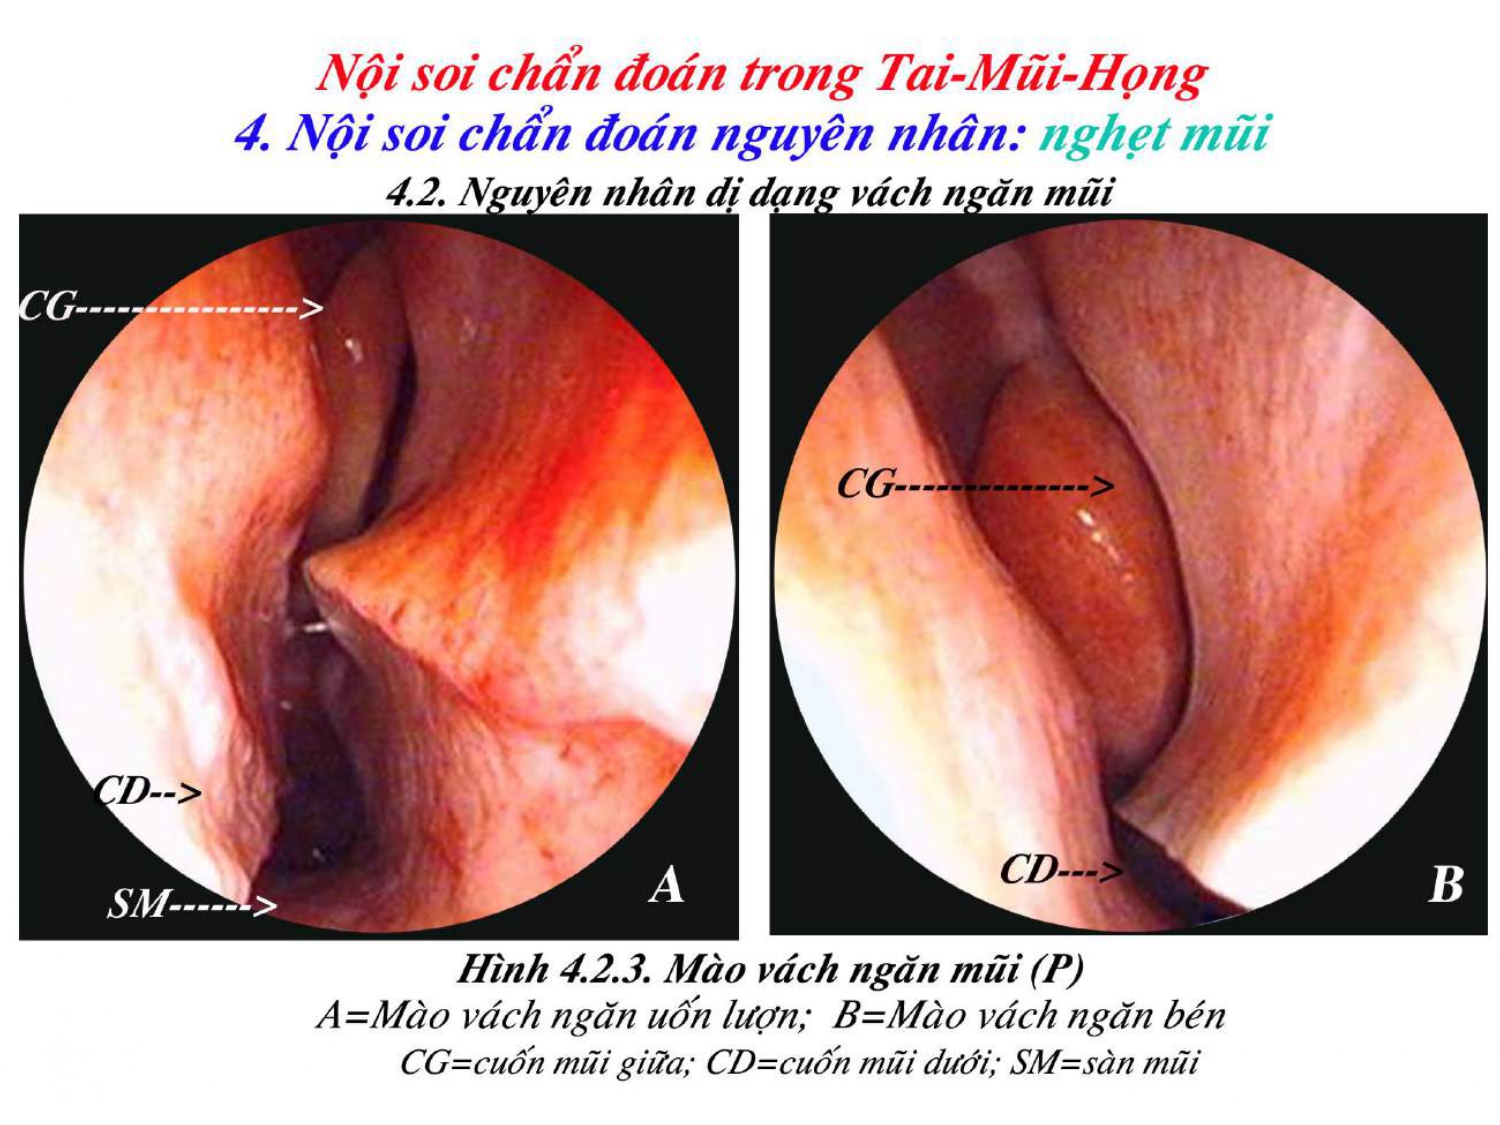 Nội soi chẩn đoán trong Tai-Mũi-Họng
4. Nội soi chẩn đoán nguyên nhân: nghẹt mũi
4.2. Nguyên nhân dị dạng vách ngăn mũi
CG---------------->
CD-->
SM------>
A
CG-------------->
CD--->
B
Hình 4.2.3. Mào vách ngăn mũi (P)
A=Mào vách ngăn uốn lượn; B=Mào vách ngăn bén
CG=cuốn mũi giữa; CD=cuốn mũi dưới; SM=sàn mũi